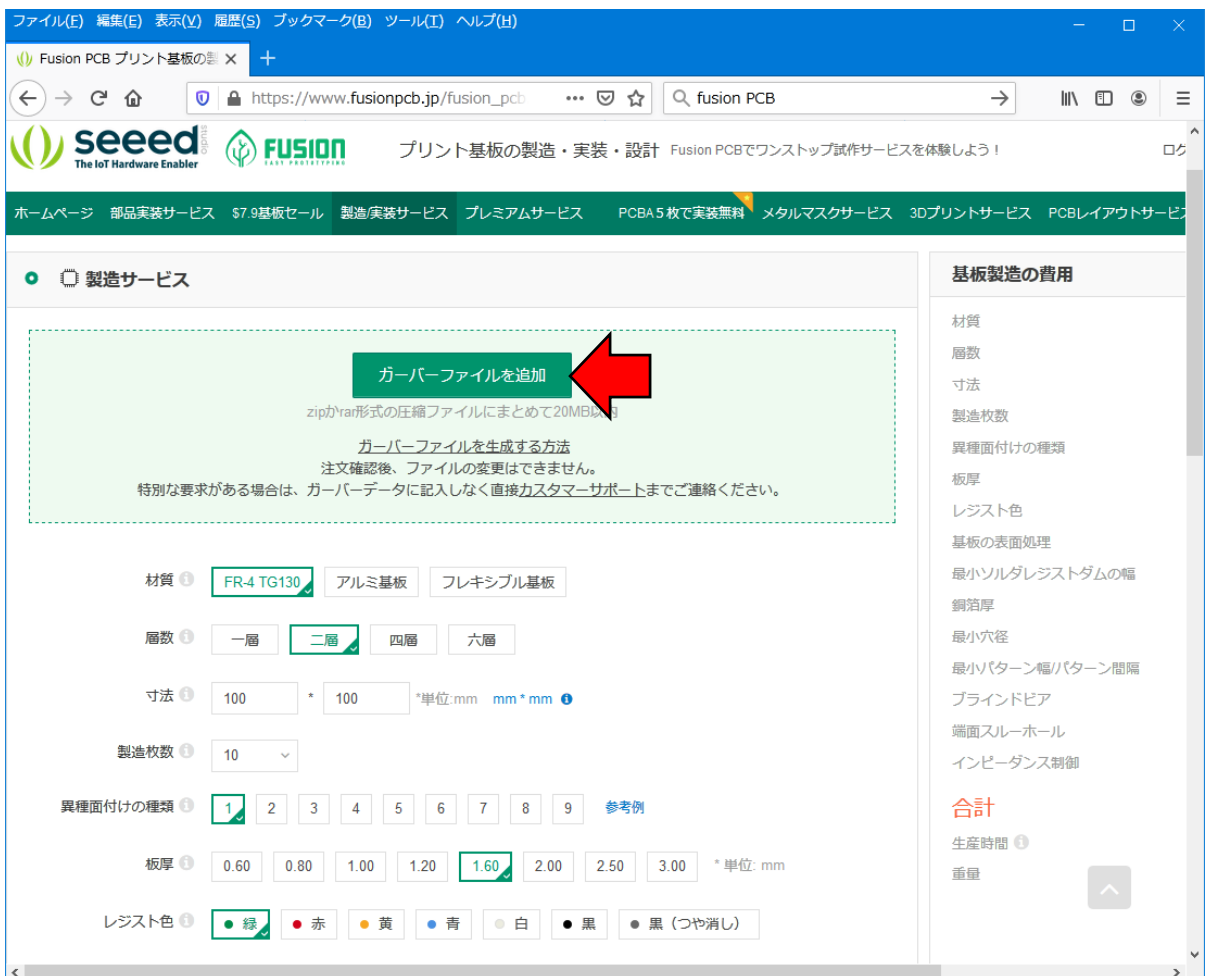 ファイル(F) 編集(E) 表示(V) 履歴(S) ブックマーク(B) ツール(T) ヘルプ(H)
Fusion PCB プリント基板の製
https://www.fusionpcb.jp/fusion_pcb
fusion PCB
seeed studio
The IoT Hardware Enabler
FUSION
EASY PROTOTYPING
プリント基板の製造・実装・設計 Fusion PCBでワンストップ試作サービスを体験しよう！
ログ
ホームページ 部品実装サービス $7.9基板セール 製造/実装サービス プレミアムサービス PCBA5枚で実装無料 メタルマスクサービス 3Dプリントサービス PCBレイアウトサービス
製造サービス
ガーバーファイルを追加
zipかrar形式の圧縮ファイルにまとめて20MB以内
ガーバーファイルを生成する方法
注文確認後、ファイルの変更はできません。
特別な要求がある場合は、ガーバーデータに記入しなく直接カスタマーサポートまでご連絡ください。
材質 FR-4 TG130 アルミ基板 フレキシブル基板
層数 一層 二層 四層 六層
寸法 100 * 100 *単位:mm mm * mm
製造枚数 10
異種面付けの種類 1 2 3 4 5 6 7 8 9 参考例
板厚 0.60 0.80 1.00 1.20 1.60 2.00 2.50 3.00 * 単位: mm
レジスト色 緑 赤 黄 青 白 黒 黒（つや消し）
基板製造の費用
材質
層数
寸法
製造枚数
異種面付けの種類
板厚
レジスト色
基板の表面処理
最小ソルダレジストダムの幅
銅箔厚
最小穴径
最小パターン幅/パターン間隔
ブラインドビア
端面スルーホール
インピーダンス制御
合計
生産時間
重量